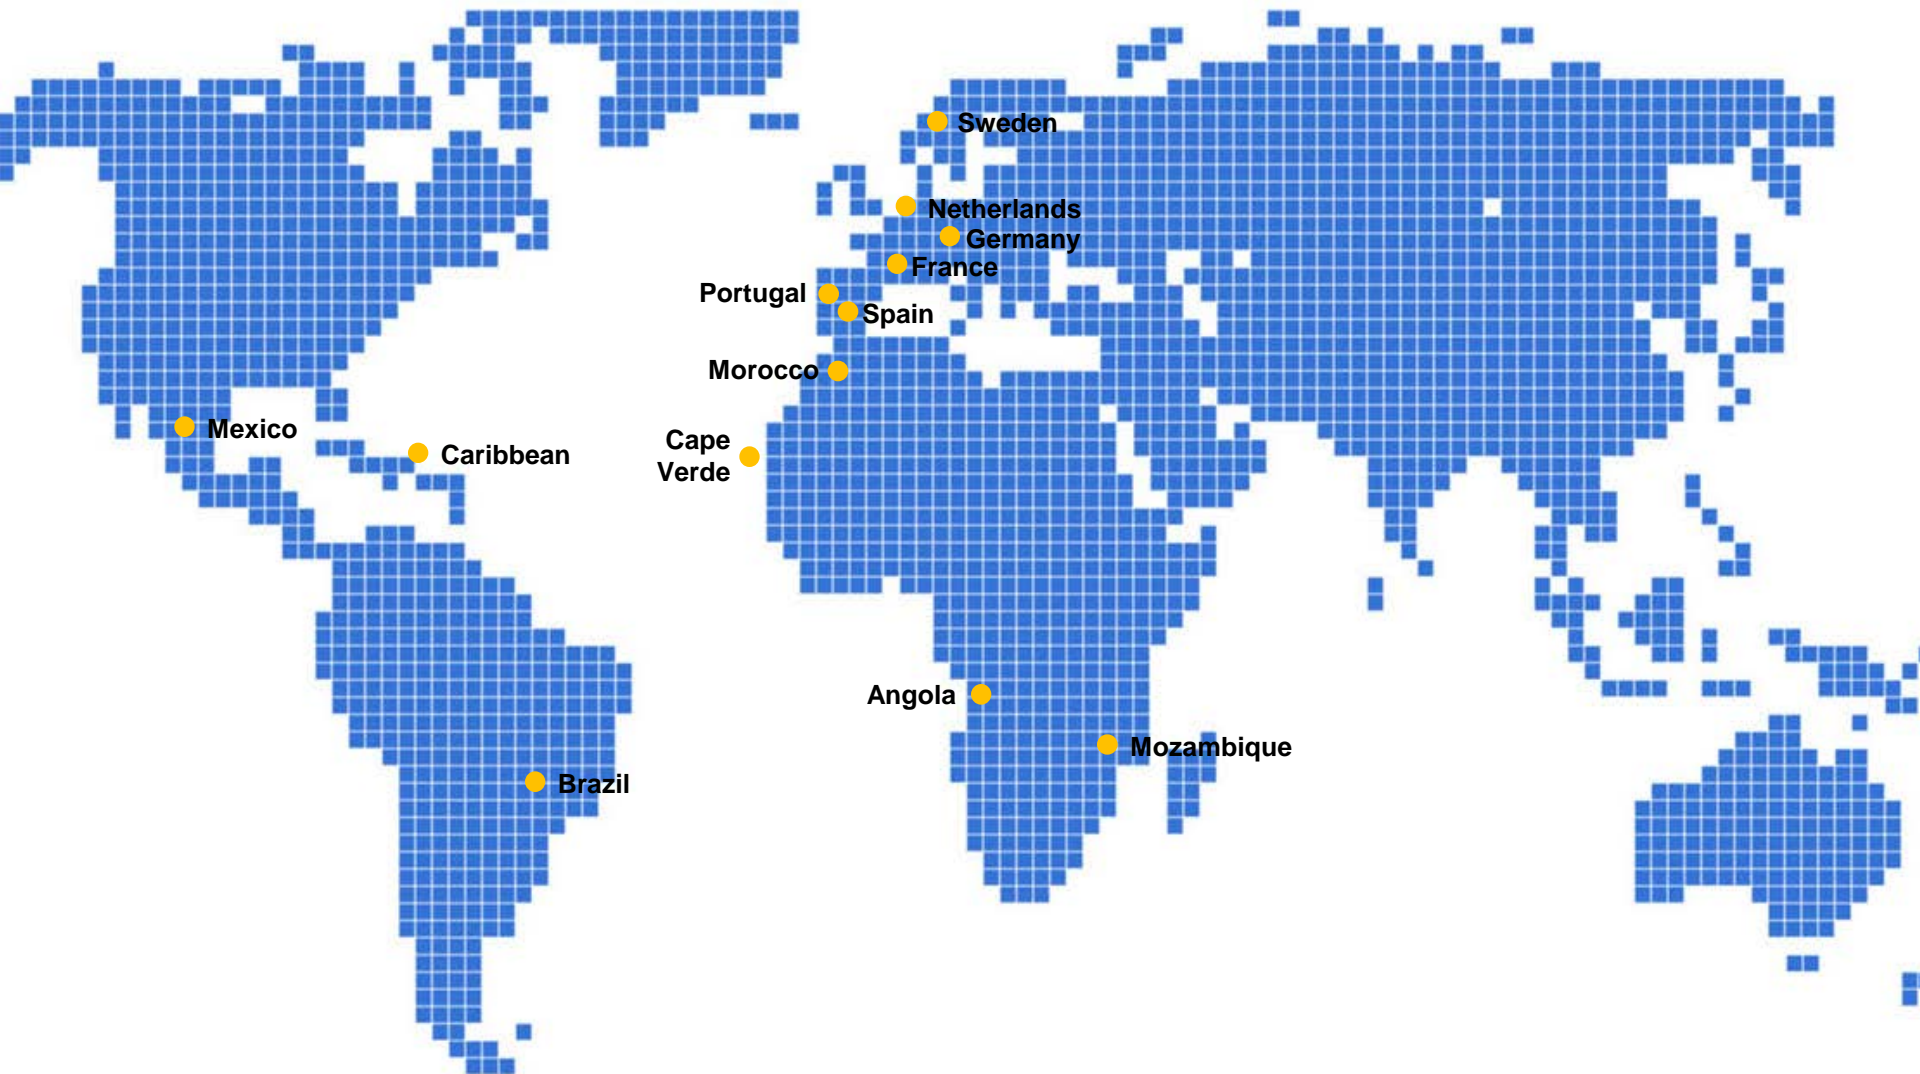 Sweden
Netherlands
Germany
France
Portugal
Spain
Morocco
Mexico
Caribbean
Cape
Verde
Angola
Mozambique
Brazil